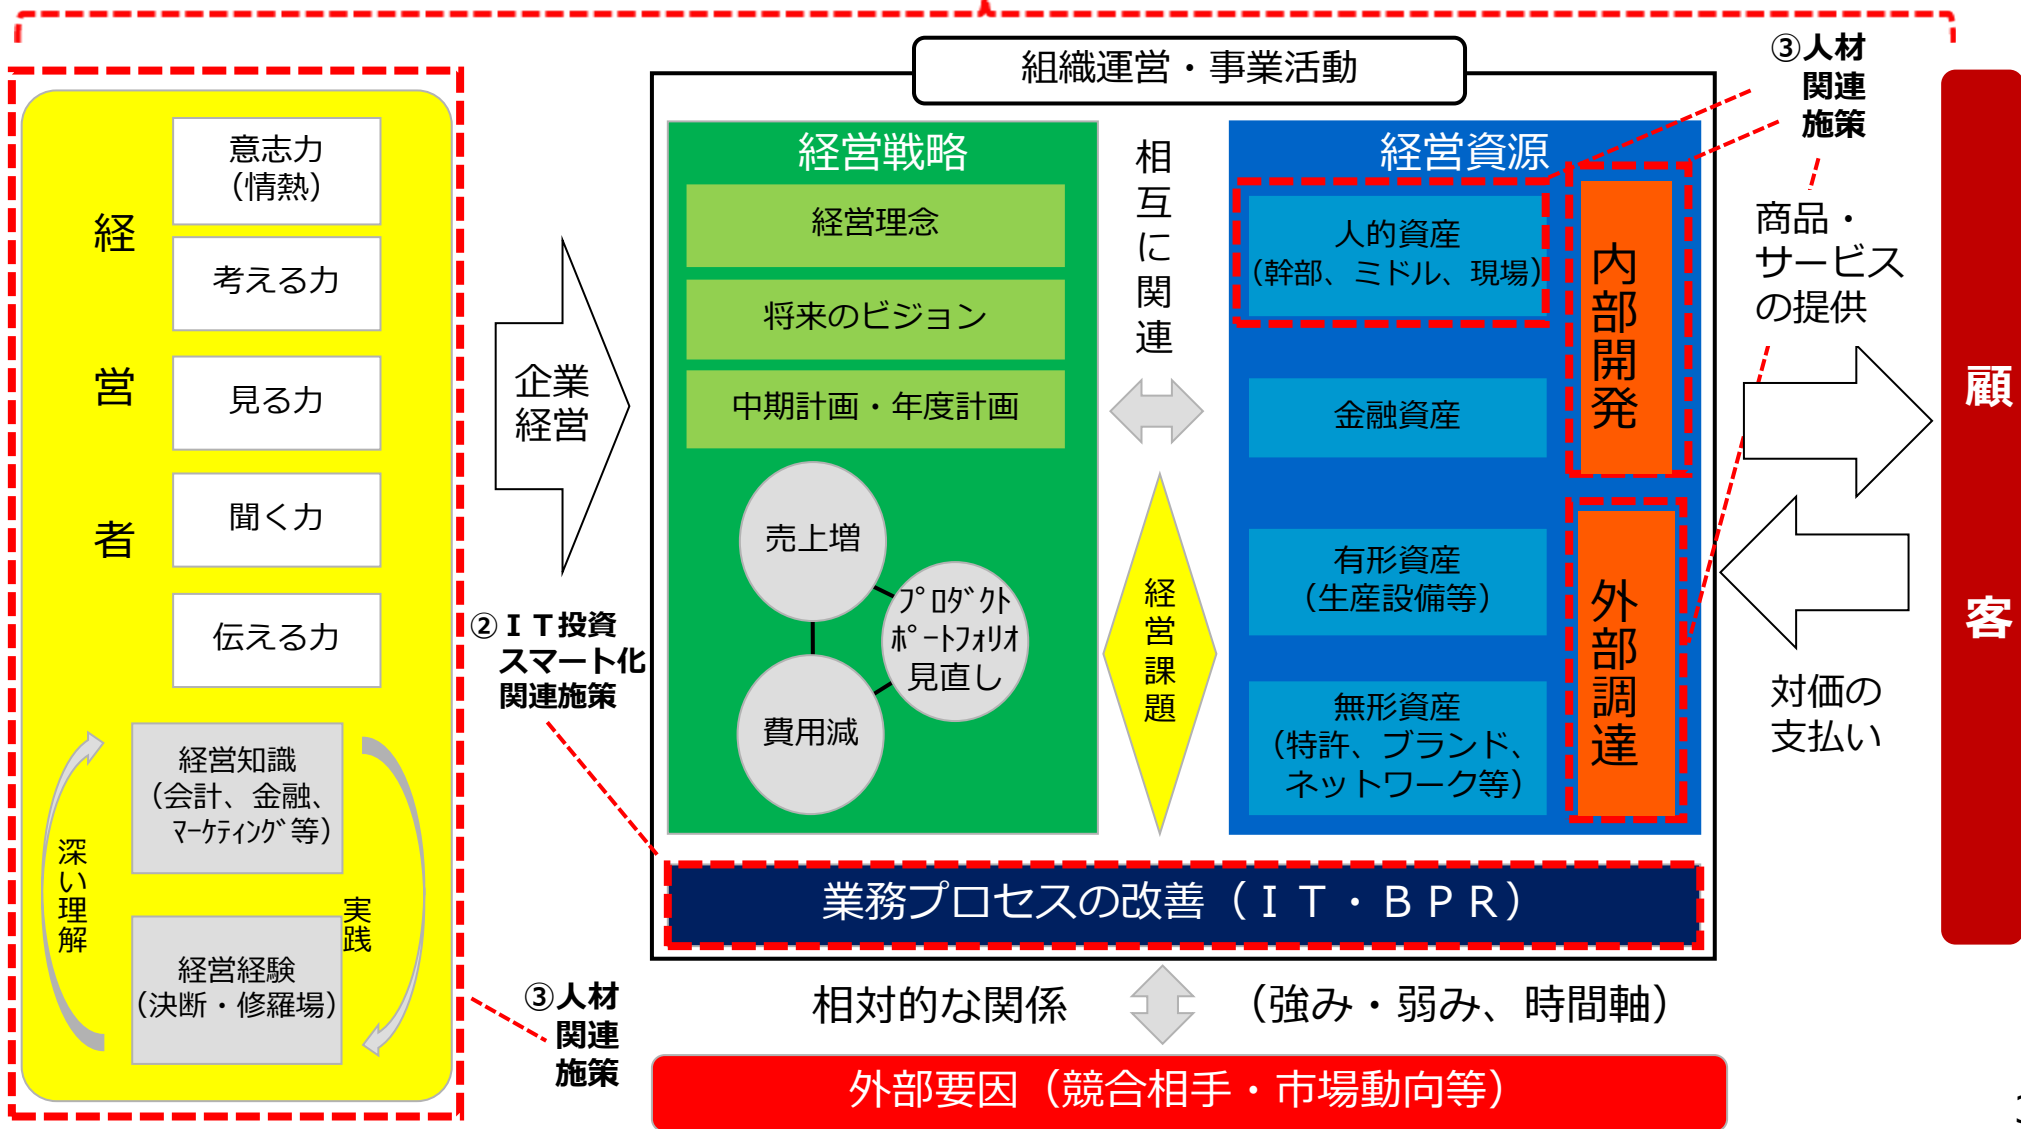 組織運営・事業活動
経
営
者
意志力
（情熱）
考える力
見る力
聞く力
伝える力
経営知識
（会計、金融、
ﾏｰｹﾃｨﾝｸﾞ等）
深い理解
実践
経営経験
（決断・修羅場）
③人材
関連
施策
企業
経営
②ＩＴ投資
スマート化
関連施策
経営戦略
経営理念
将来のビジョン
中期計画・年度計画
売上増
ﾌﾟﾛﾀﾞｸﾄ
ﾎﾟｰﾄﾌｫﾘｵ
見直し
費用減
相互に関連
経営課題
経営資源
人的資産
（幹部、ミドル、現場）
金融資産
有形資産
（生産設備等）
無形資産
（特許、ブランド、
ネットワーク等）
内部開発
外部調達
業務プロセスの改善（ＩＴ・ＢＰＲ）
相対的な関係
（強み・弱み、時間軸）
外部要因（競合相手・市場動向等）
③人材
関連
施策
商品・
サービス
の提供
対価の
支払い
顧
客